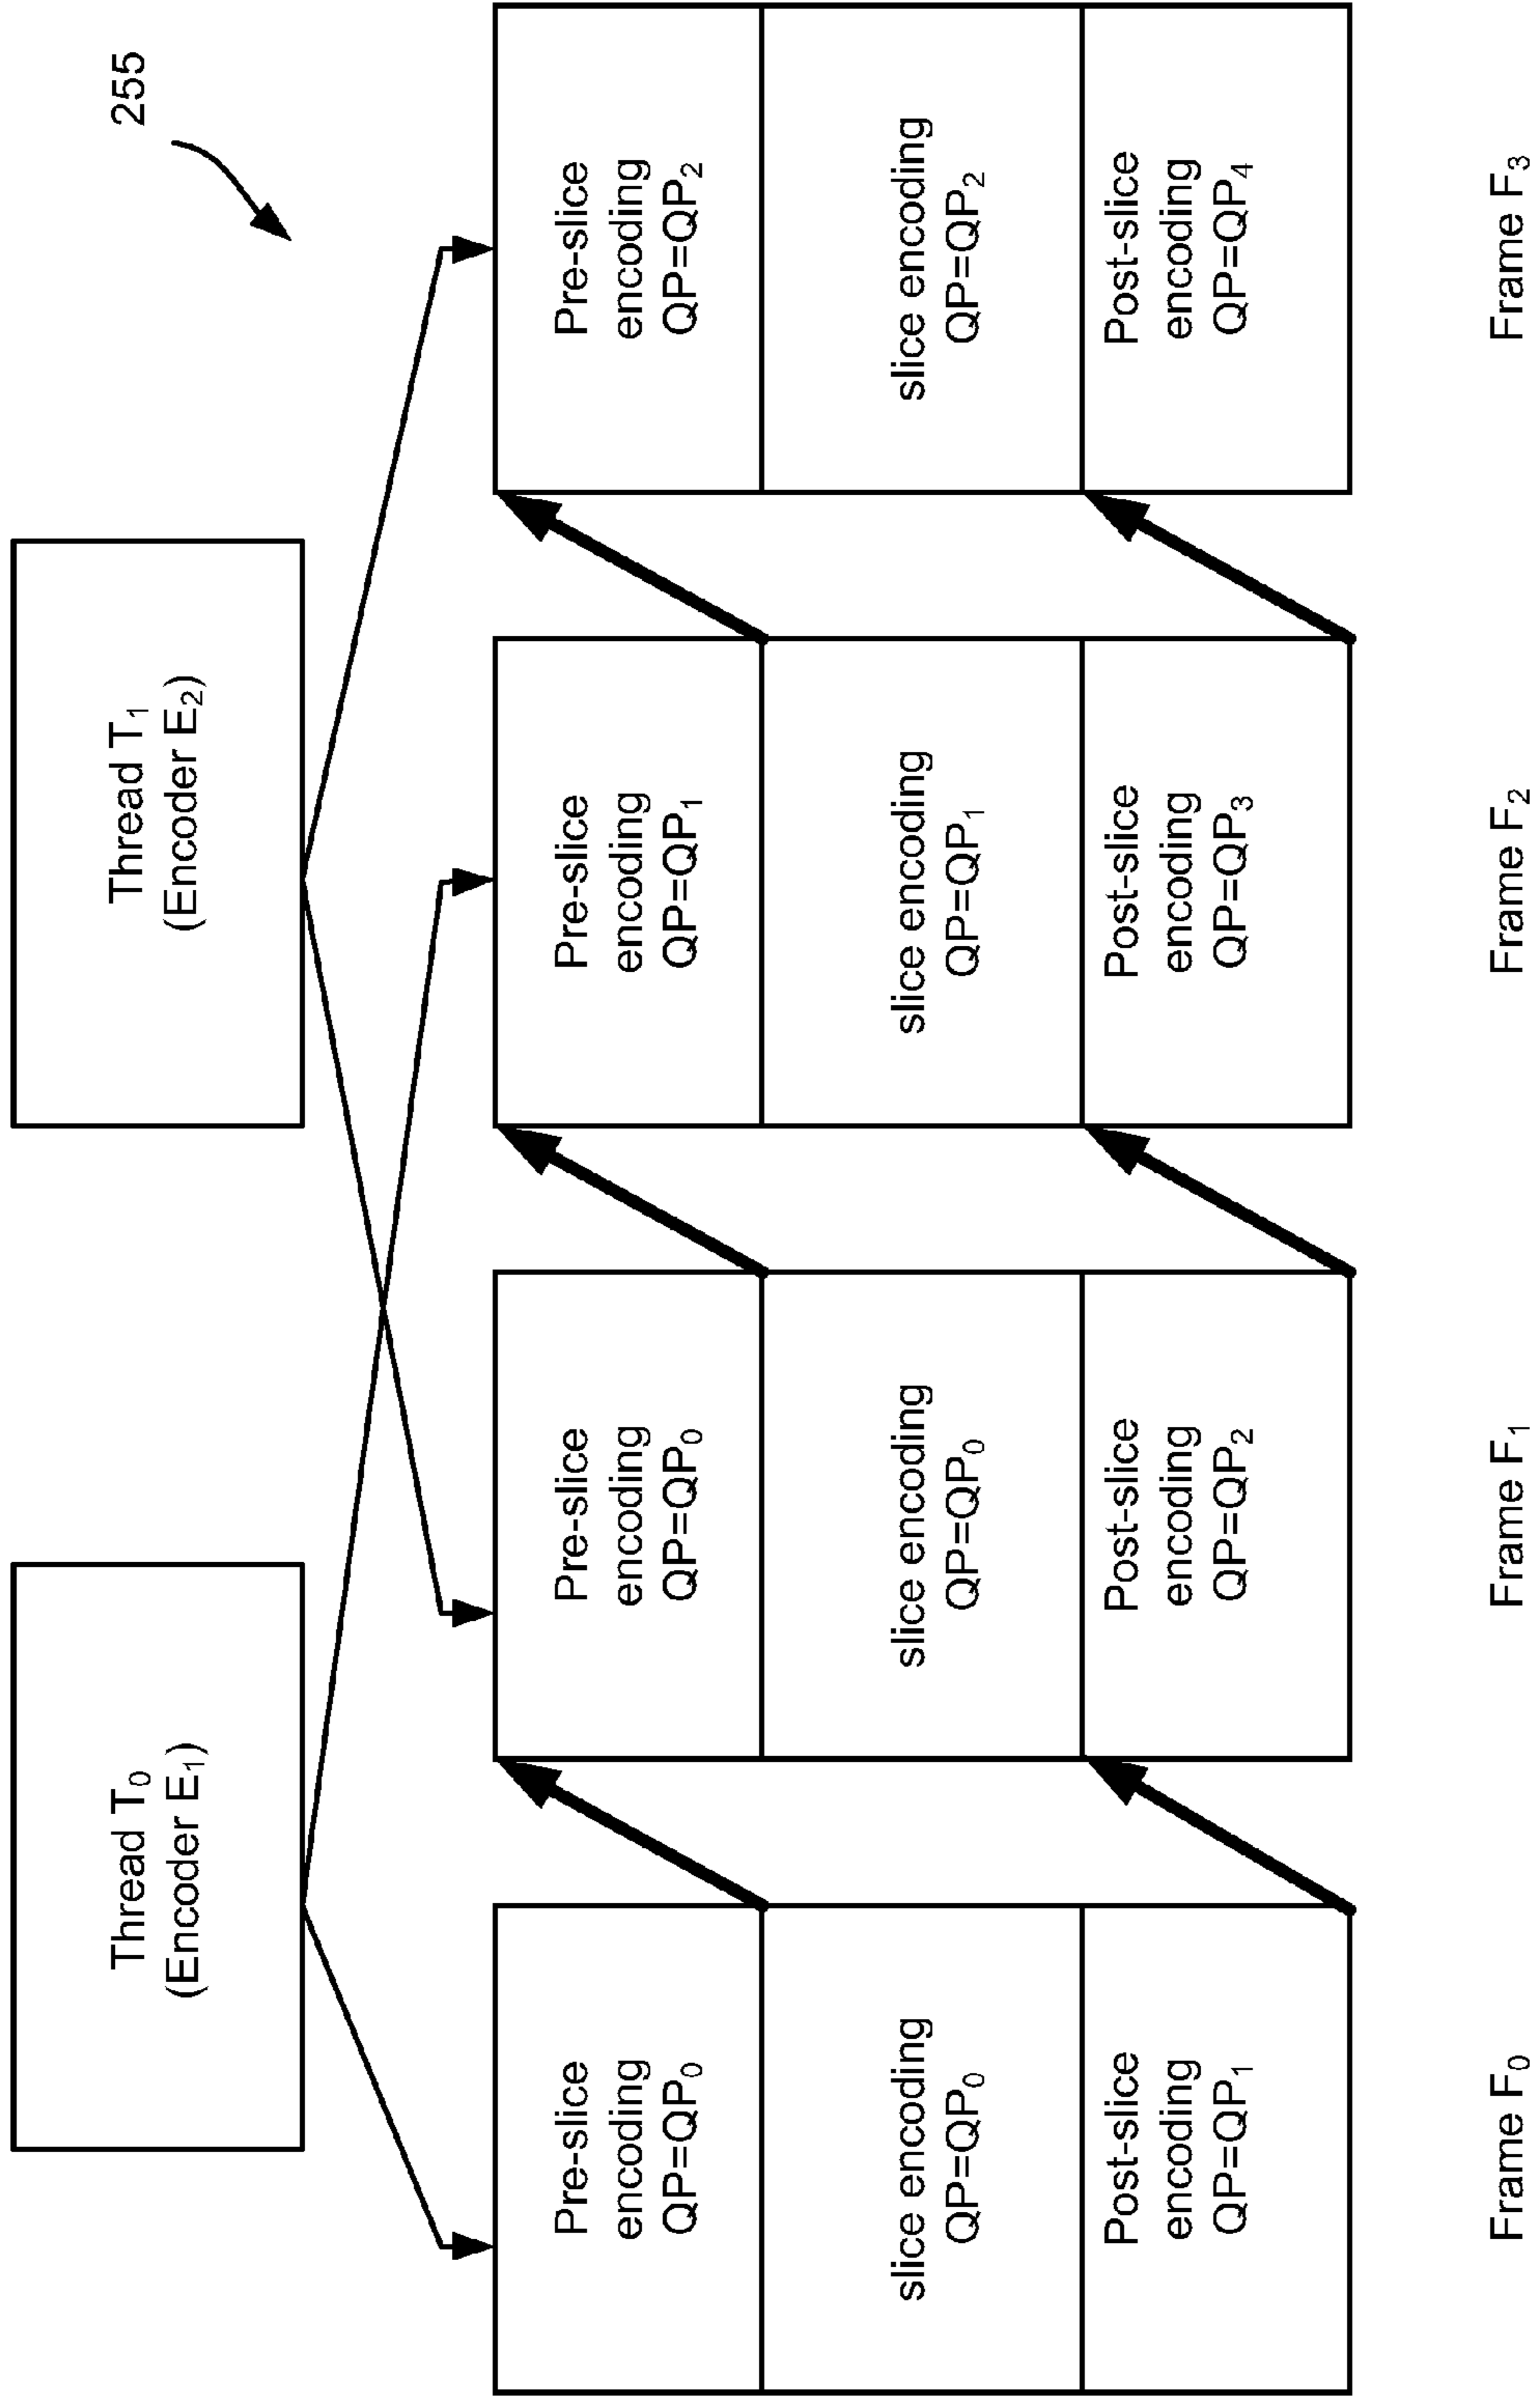 255
Thread T₀
(Encoder E₁)
Thread T₁
(Encoder E₂)
Pre-slice
encoding
QP=QP₀
slice encoding
QP=QP₀
Post-slice
encoding
QP=QP₁
Frame F₀
Pre-slice
encoding
QP=QP₀
slice encoding
QP=QP₀
Post-slice
encoding
QP=QP₂
Frame F₁
Pre-slice
encoding
QP=QP₁
slice encoding
QP=QP₁
Post-slice
encoding
QP=QP₃
Frame F₂
Pre-slice
encoding
QP=QP₂
slice encoding
QP=QP₂
Post-slice
encoding
QP=QP₄
Frame F₃